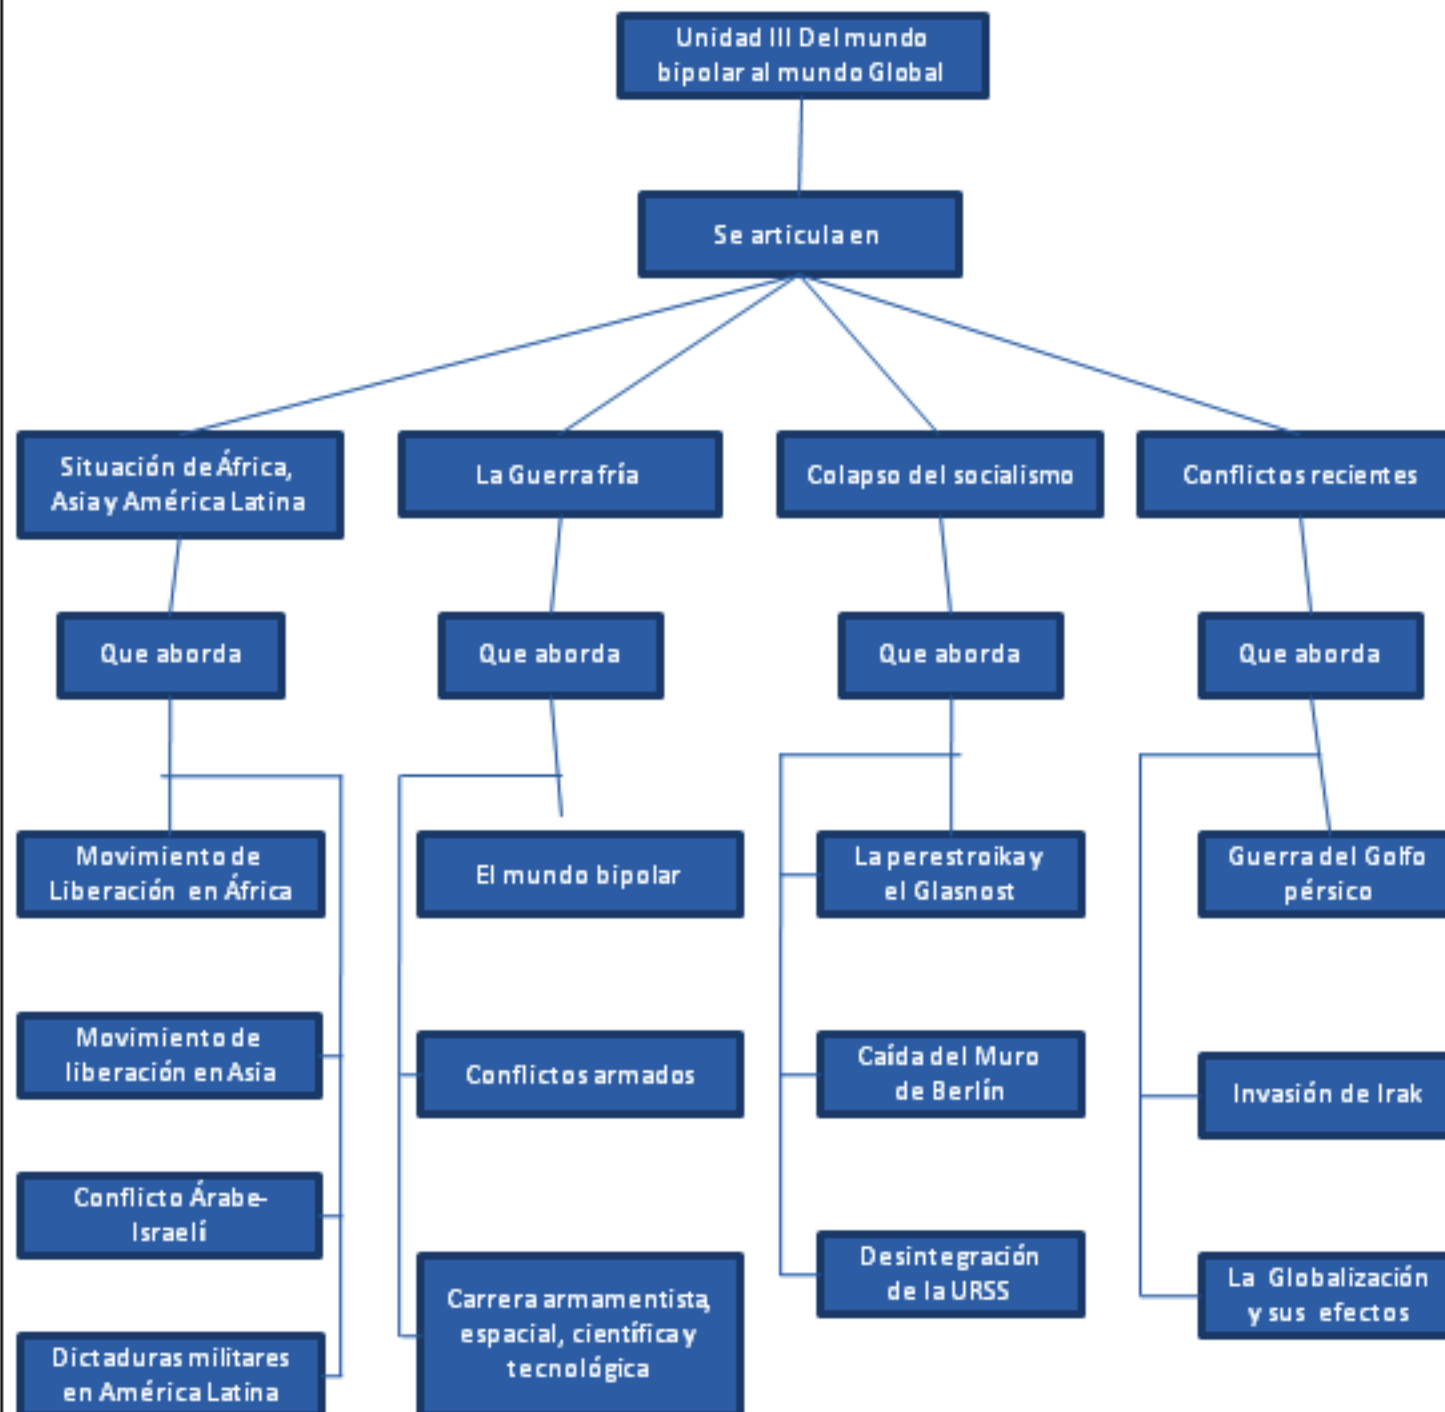 Unidad III Del mundo
bipolar al mundo Global
Se articula en
Situación de África,
Asia y América Latina
La Guerra fría
Colapso del socialismo
Conflictos recientes
Que aborda
Que aborda
Que aborda
Que aborda
Movimiento de
Liberación en África
El mundo bipolar
La perestroika y
el Glasnost
Guerra del Golfo
pérsico
Movimiento de
liberación en Asia
Conflictos armados
Caída del Muro
de Berlín
Invasión de Irak
Conflicto Árabe-
Israelí
Carrera armamentista,
espacial, científica y
tecnológica
Desintegración
de la URSS
La Globalización
y sus efectos
Dictaduras militares
en América Latina